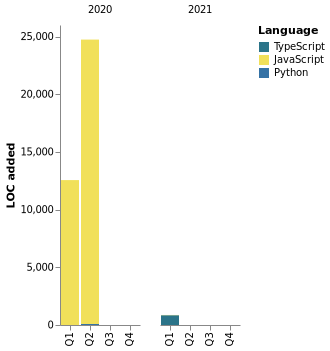 2020 2021
Language
TypeScript
JavaScript
Python
LOC added
25,000
20,000
15,000
10,000
5,000
0
Q1 Q2 Q3 Q4 Q1 Q2 Q3 Q4